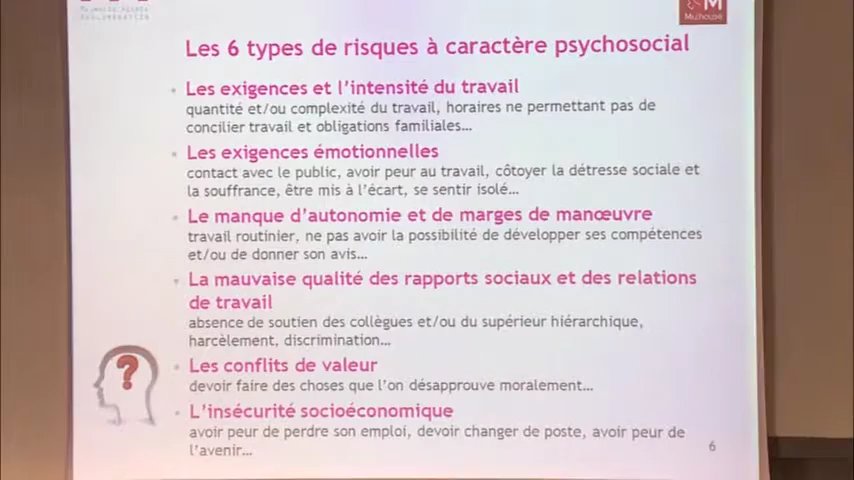 M
MULHOUSE
Les 6 types de risques à caractère psychosocial
Les exigences et l'intensité du travail
quantité et/ou complexité du travail, horaires ne permettant pas de
concilier travail et obligations familiales...
Les exigences émotionnelles
contact avec le public, avoir peur au travail, côtoyer la détresse sociale et
la souffrance, être mis à l'écart, se sentir isolé...
Le manque d'autonomie et de marges de manœuvre
travail routinier, ne pas avoir la possibilité de développer ses compétences
et/ou de donner son avis...
La mauvaise qualité des rapports sociaux et des relations
de travail
absence de soutien des collègues et/ou du supérieur hiérarchique,
harcèlement, discrimination...
Les conflits de valeur
devoir faire des choses que l'on désapprouve moralement...
L'insécurité socioéconomique
avoir peur de perdre son emploi, devoir changer de poste, avoir peur de
l'avenir...
?
6